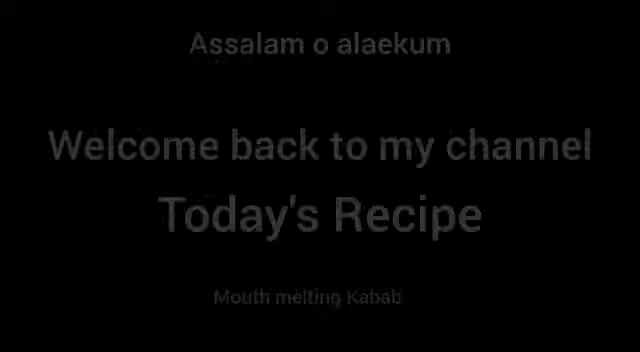 Assalam o alaekum
Welcome back to my channel
Today's Recipe
Mouth melting Kabab